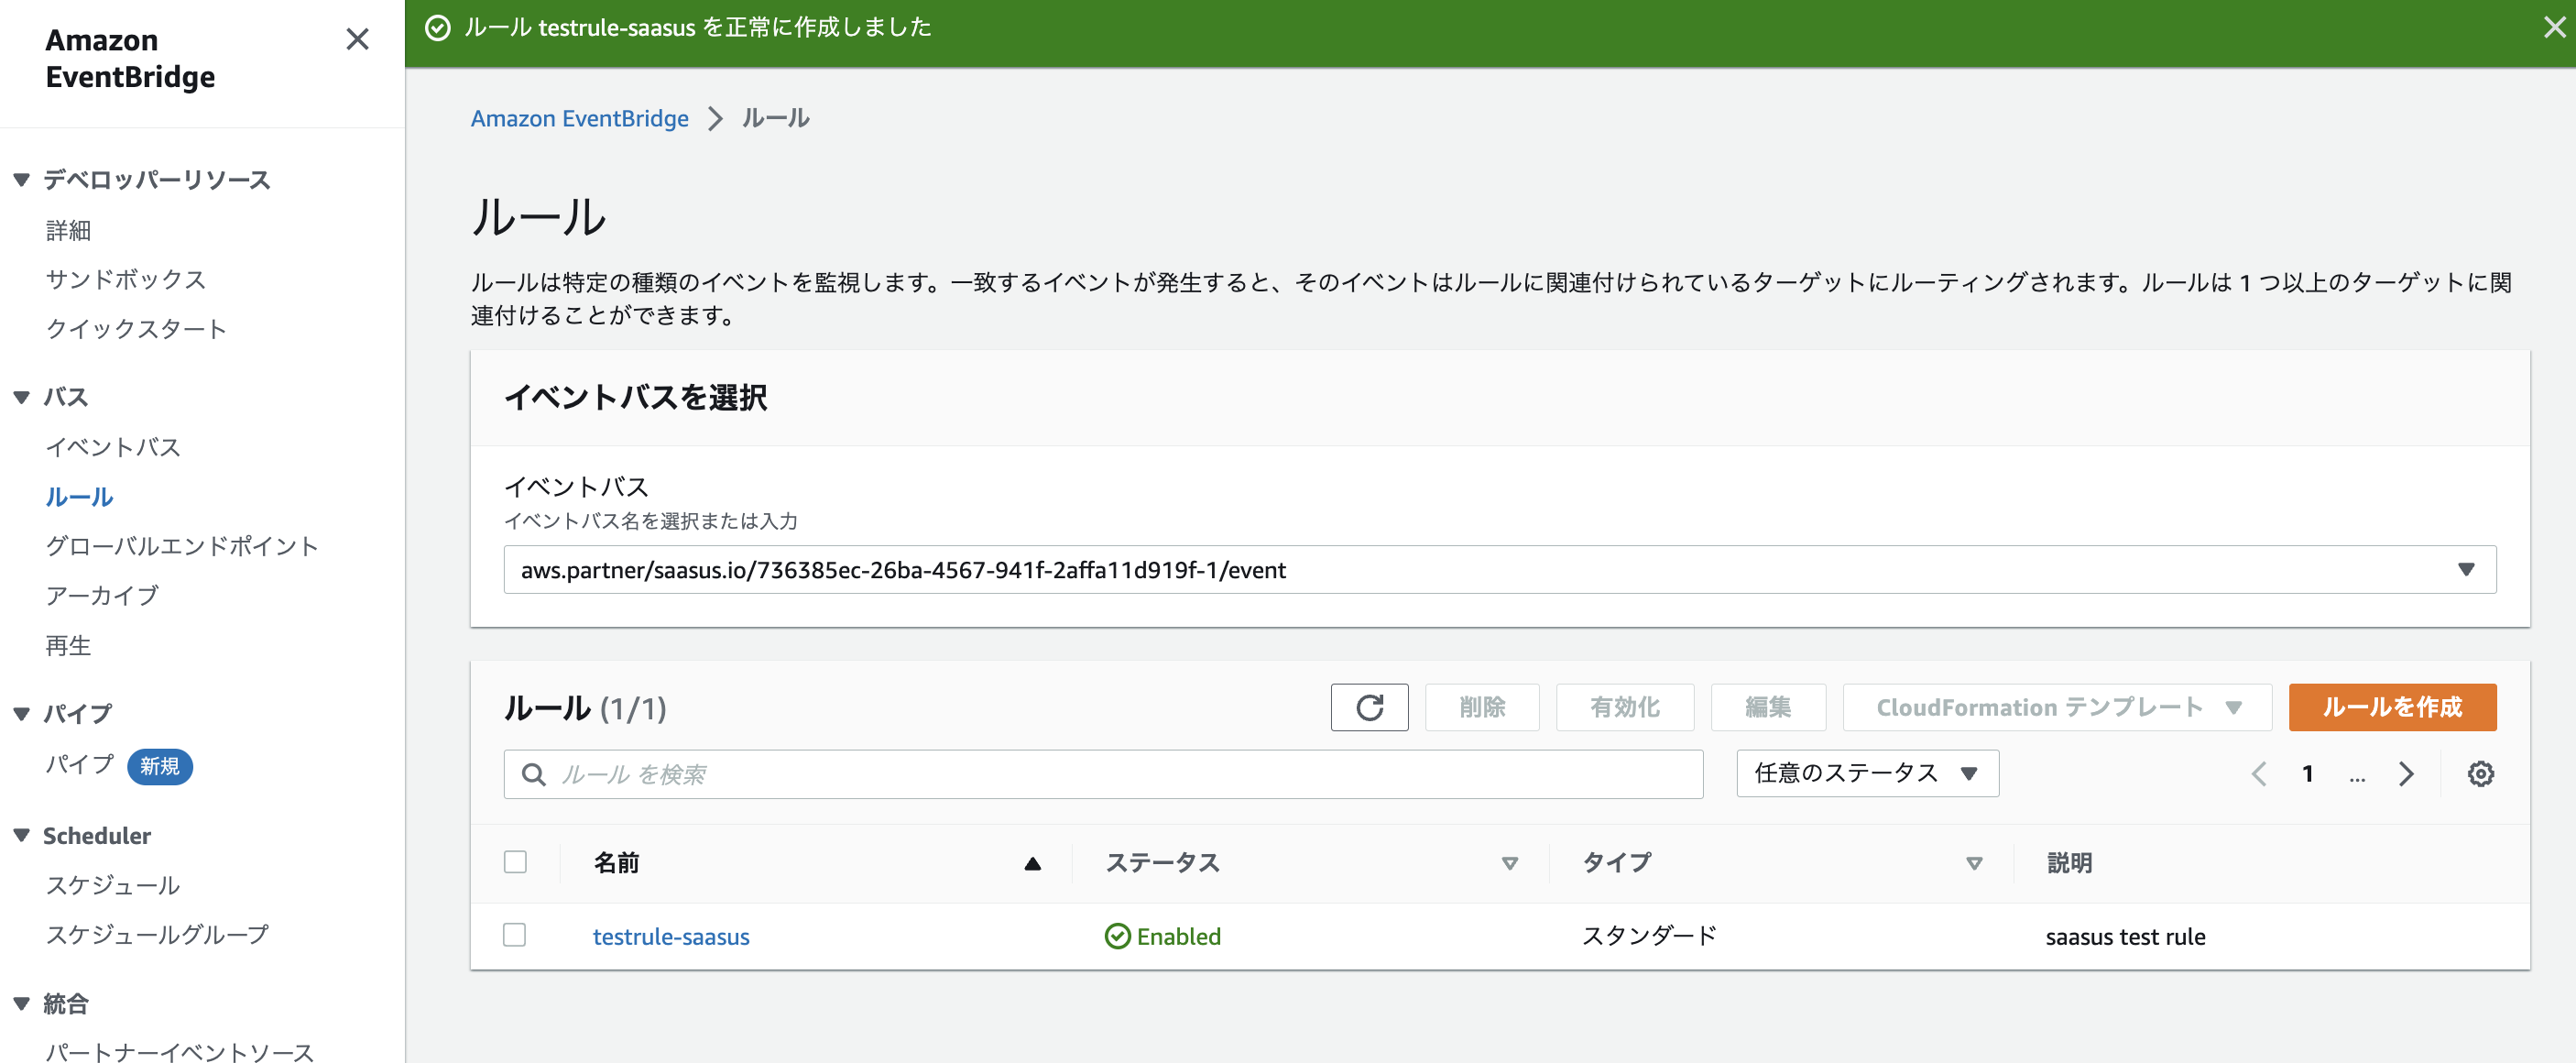 Amazon
EventBridge
デベロッパーリソース
詳細
サンドボックス
クイックスタート
バス
イベントバス
ルール
グローバルエンドポイント
アーカイブ
再生
パイプ
パイプ 新規
Scheduler
スケジュール
スケジュールグループ
統合
パートナーイベントソース
ルール testrule-saasus を正常に作成しました
Amazon EventBridge ルール
ルール
ルールは特定の種類のイベントを監視します。一致するイベントが発生すると、そのイベントはルールに関連付けられているターゲットにルーティングされます。ルールは 1 つ以上のターゲットに関
連付けることができます。
イベントバスを選択
イベントバス
イベントバス名を選択または入力
aws.partner/saasus.io/736385ec-26ba-4567-941f-2affa11d919f-1/event
ルール (1/1) 削除 有効化 編集 CloudFormation テンプレート ルールを作成
ルール を検索 任意のステータス 1 ...
名前 ステータス タイプ 説明
testrule-saasus Enabled スタンダード saasus test rule